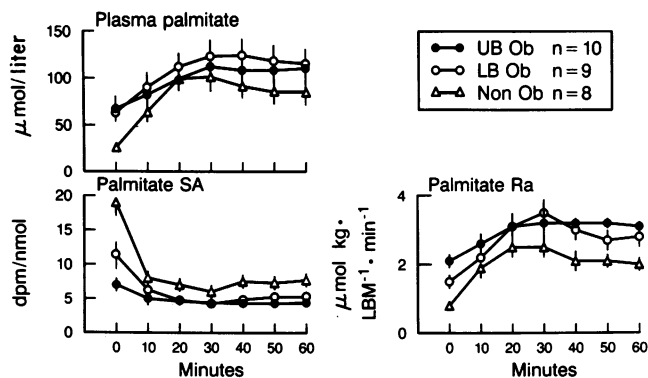 Plasma palmitate
μmol/liter
150
100
50
0
UB Ob n=10
LB Ob n=9
Non Ob n=8
Palmitate SA
dpm/nmol
20
15
10
5
0
0 10 20 30 40 50 60
Minutes
Palmitate Ra
μmol kg·
LBM⁻¹·min⁻¹
4
2
0
0 10 20 30 40 50 60
Minutes